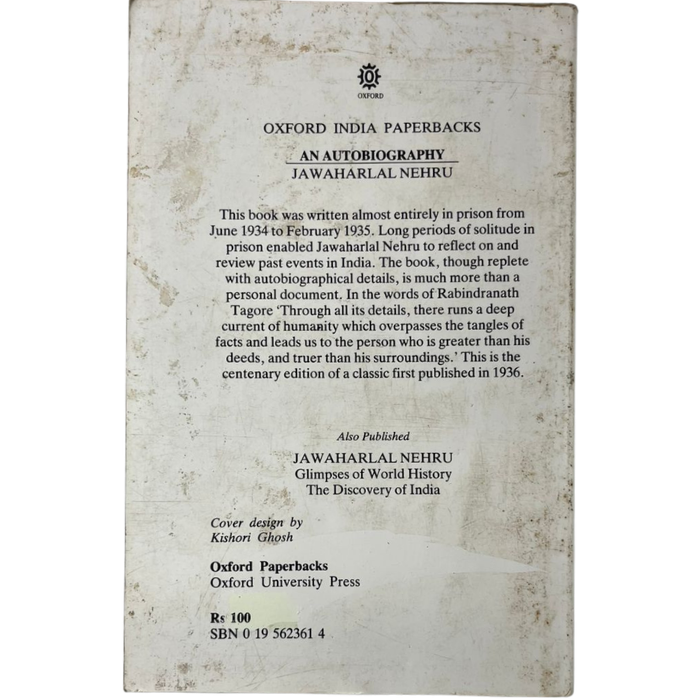 OXFORD
OXFORD INDIA PAPERBACKS
AN AUTOBIOGRAPHY
JAWAHARLAL NEHRU
This book was written almost entirely in prison from
June 1934 to February 1935. Long periods of solitude in
prison enabled Jawaharlal Nehru to reflect on and
review past events in India. The book, though replete
with autobiographical details, is much more than a
personal document. In the words of Rabindranath
Tagore ‘Through all its details, there runs a deep
current of humanity which overpasses the tangles of
facts and leads us to the person who is greater than his
deeds, and truer than his surroundings.’ This is the
centenary edition of a classic first published in 1936.
Also Published
JAWAHARLAL NEHRU
Glimpses of World History
The Discovery of India
Cover design by
Kishori Ghosh
Oxford Paperbacks
Oxford University Press
Rs 100
SBN 0 19 562361 4